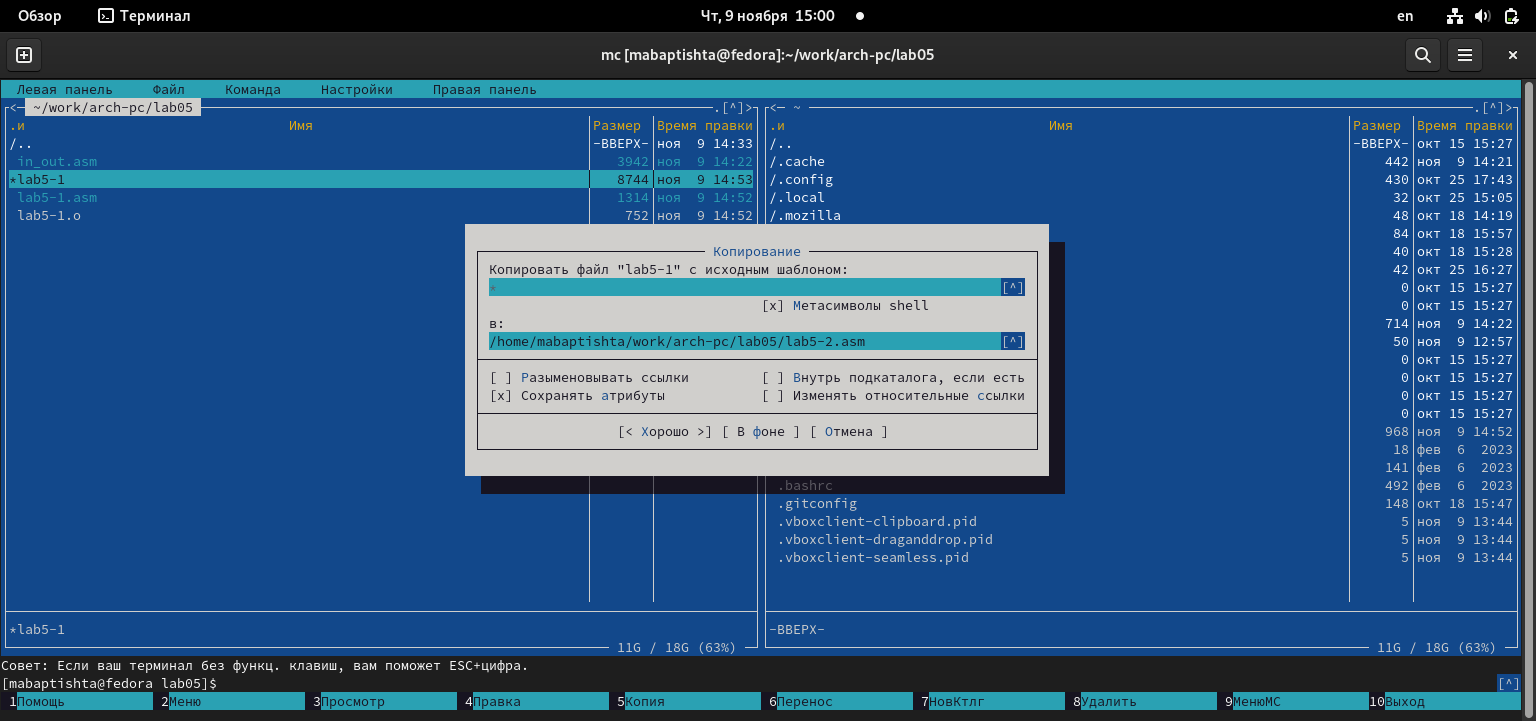 Обзор Терминал Чт, 9 ноября 15:00 en
mc [mabaptishta@fedora]:~/work/arch-pc/lab05
Левая панель Файл Команда Настройки Правая панель
<─ ~/work/arch-pc/lab05 .[^]> <─ ~ .[^]>
.и Имя Размер Время правки .и Имя Размер Время правки
/.. -ВВЕРХ- ноя 9 14:33 /.. -ВВЕРХ- окт 15 15:27
in_out.asm 3942 ноя 9 14:22 /.cache 442 ноя 9 14:21
*lab5-1 8744 ноя 9 14:53 /.config 430 окт 25 17:43
lab5-1.asm 1314 ноя 9 14:52 /.local 32 окт 25 15:05
lab5-1.o 752 ноя 9 14:52 /.mozilla 48 окт 18 14:19
84 окт 18 15:57
Копирование 40 окт 18 15:28
Копировать файл "lab5-1" с исходным шаблоном: 42 окт 25 16:27
* [^] 0 окт 15 15:27
[x] Метасимволы shell 0 окт 15 15:27
в: 714 ноя 9 14:22
/home/mabaptishta/work/arch-pc/lab05/lab5-2.asm [^] 50 ноя 9 12:57
0 окт 15 15:27
[ ] Разыменовывать ссылки [ ] Внутрь подкаталога, если есть 0 окт 15 15:27
[x] Сохранять атрибуты [ ] Изменять относительные ссылки 0 окт 15 15:27
0 окт 15 15:27
[< Хорошо >] [ В фоне ] [ Отмена ] 968 ноя 9 14:52
18 фев 6 2023
141 фев 6 2023
.bashrc 492 фев 6 2023
.gitconfig 148 окт 18 15:47
.vboxclient-clipboard.pid 5 ноя 9 13:44
.vboxclient-draganddrop.pid 5 ноя 9 13:44
.vboxclient-seamless.pid 5 ноя 9 13:44
*lab5-1 -ВВЕРХ-
11G / 18G (63%) 11G / 18G (63%)
Совет: Если ваш терминал без функц. клавиш, вам поможет ESC+цифра.
[mabaptishta@fedora lab05]$ [^]
1Помощь 2Меню 3Просмотр 4Правка 5Копия 6Перенос 7НовКтлг 8Удалить 9МенюMC 10Выход